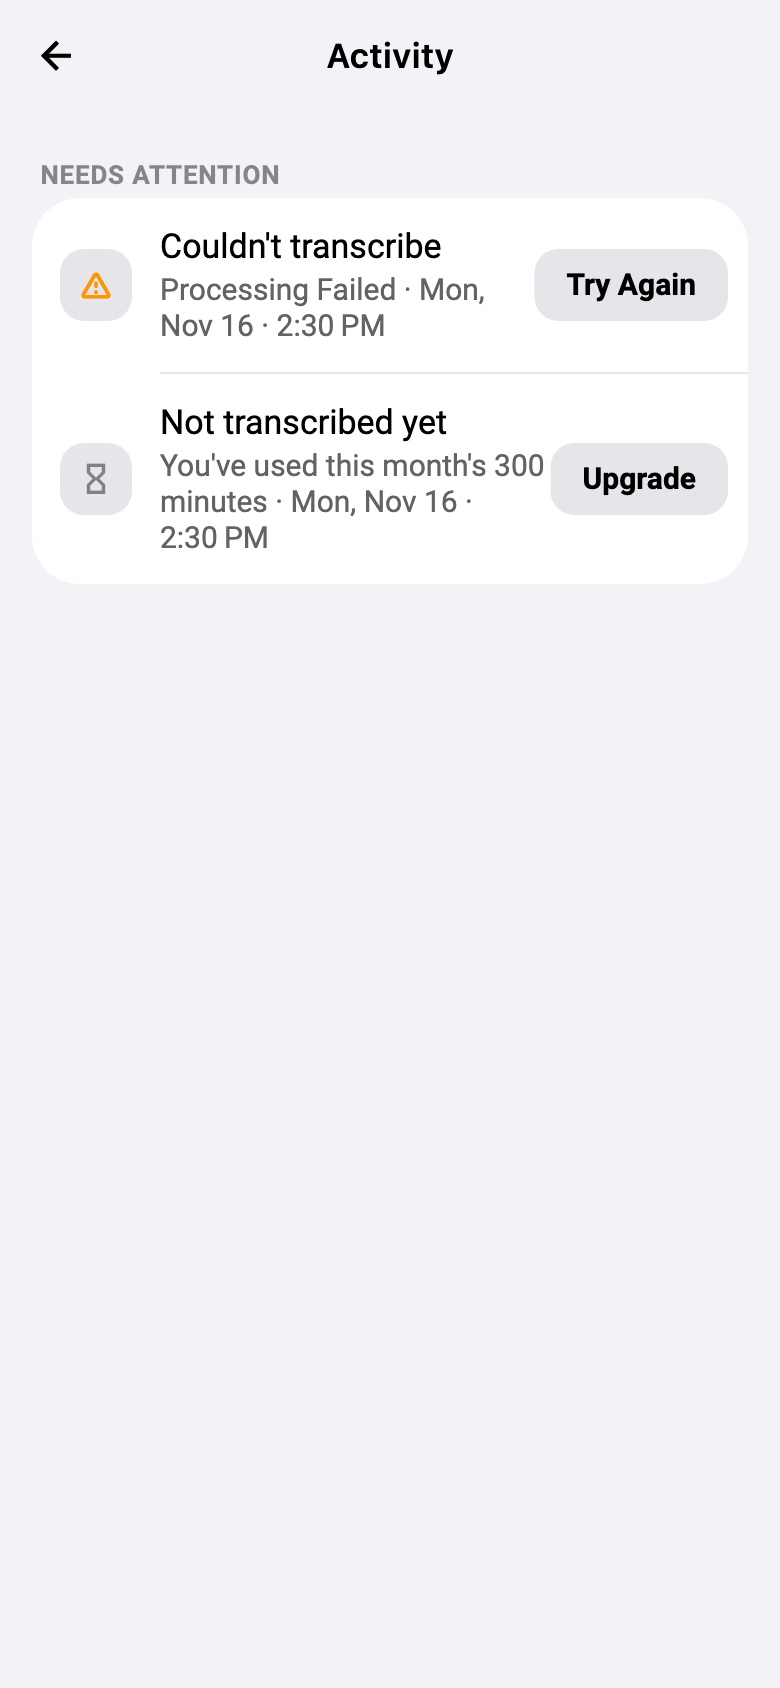 Activity
NEEDS ATTENTION
Couldn't transcribe
Processing Failed · Mon,
Nov 16 · 2:30 PM
Try Again
Not transcribed yet
You've used this month's 300
minutes · Mon, Nov 16 ·
2:30 PM
Upgrade